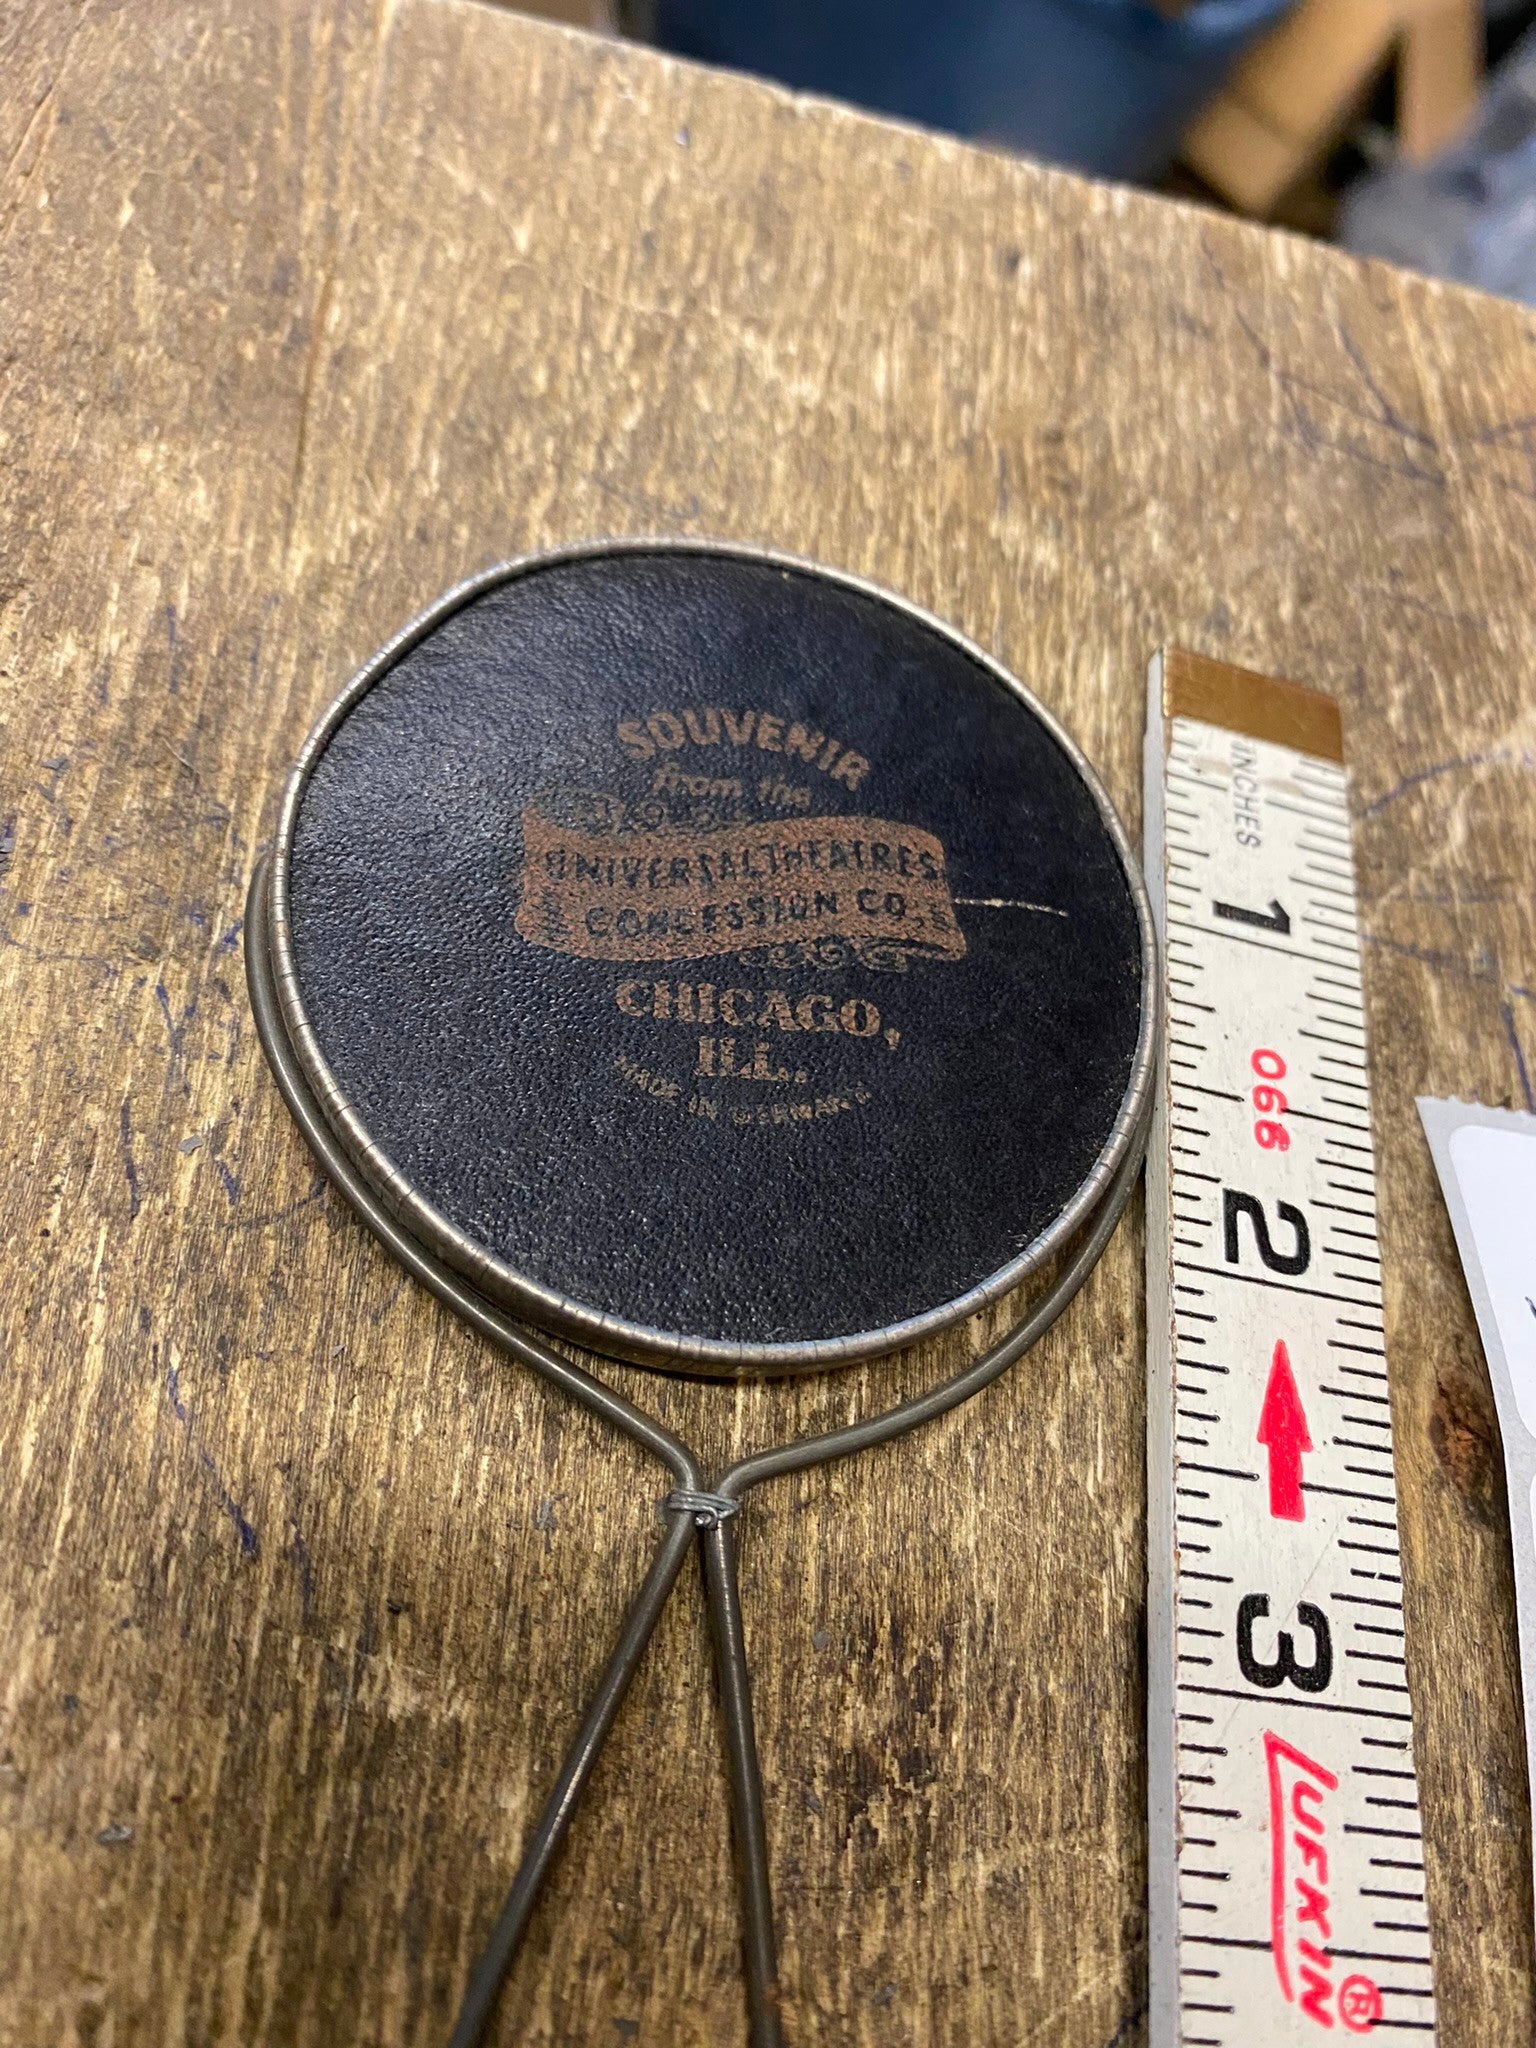 SOUVENIR
from the
UNIVERSAL THEATRES
CONCESSION CO.
CHICAGO,
ILL.
MADE IN GERMANY
INCHES
1
066
2
3
LUFKIN®